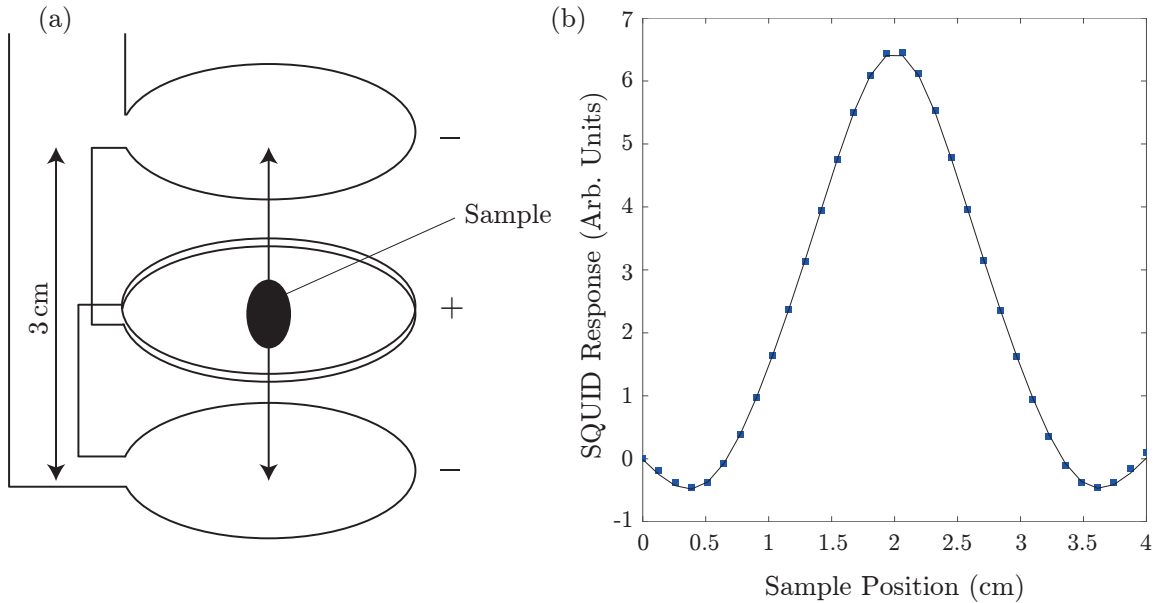 (a)
−
Sample
3 cm
+
−
(b)
7
6
5
4
3
2
1
0
-1
SQUID Response (Arb. Units)
0 0.5 1 1.5 2 2.5 3 3.5 4
Sample Position (cm)